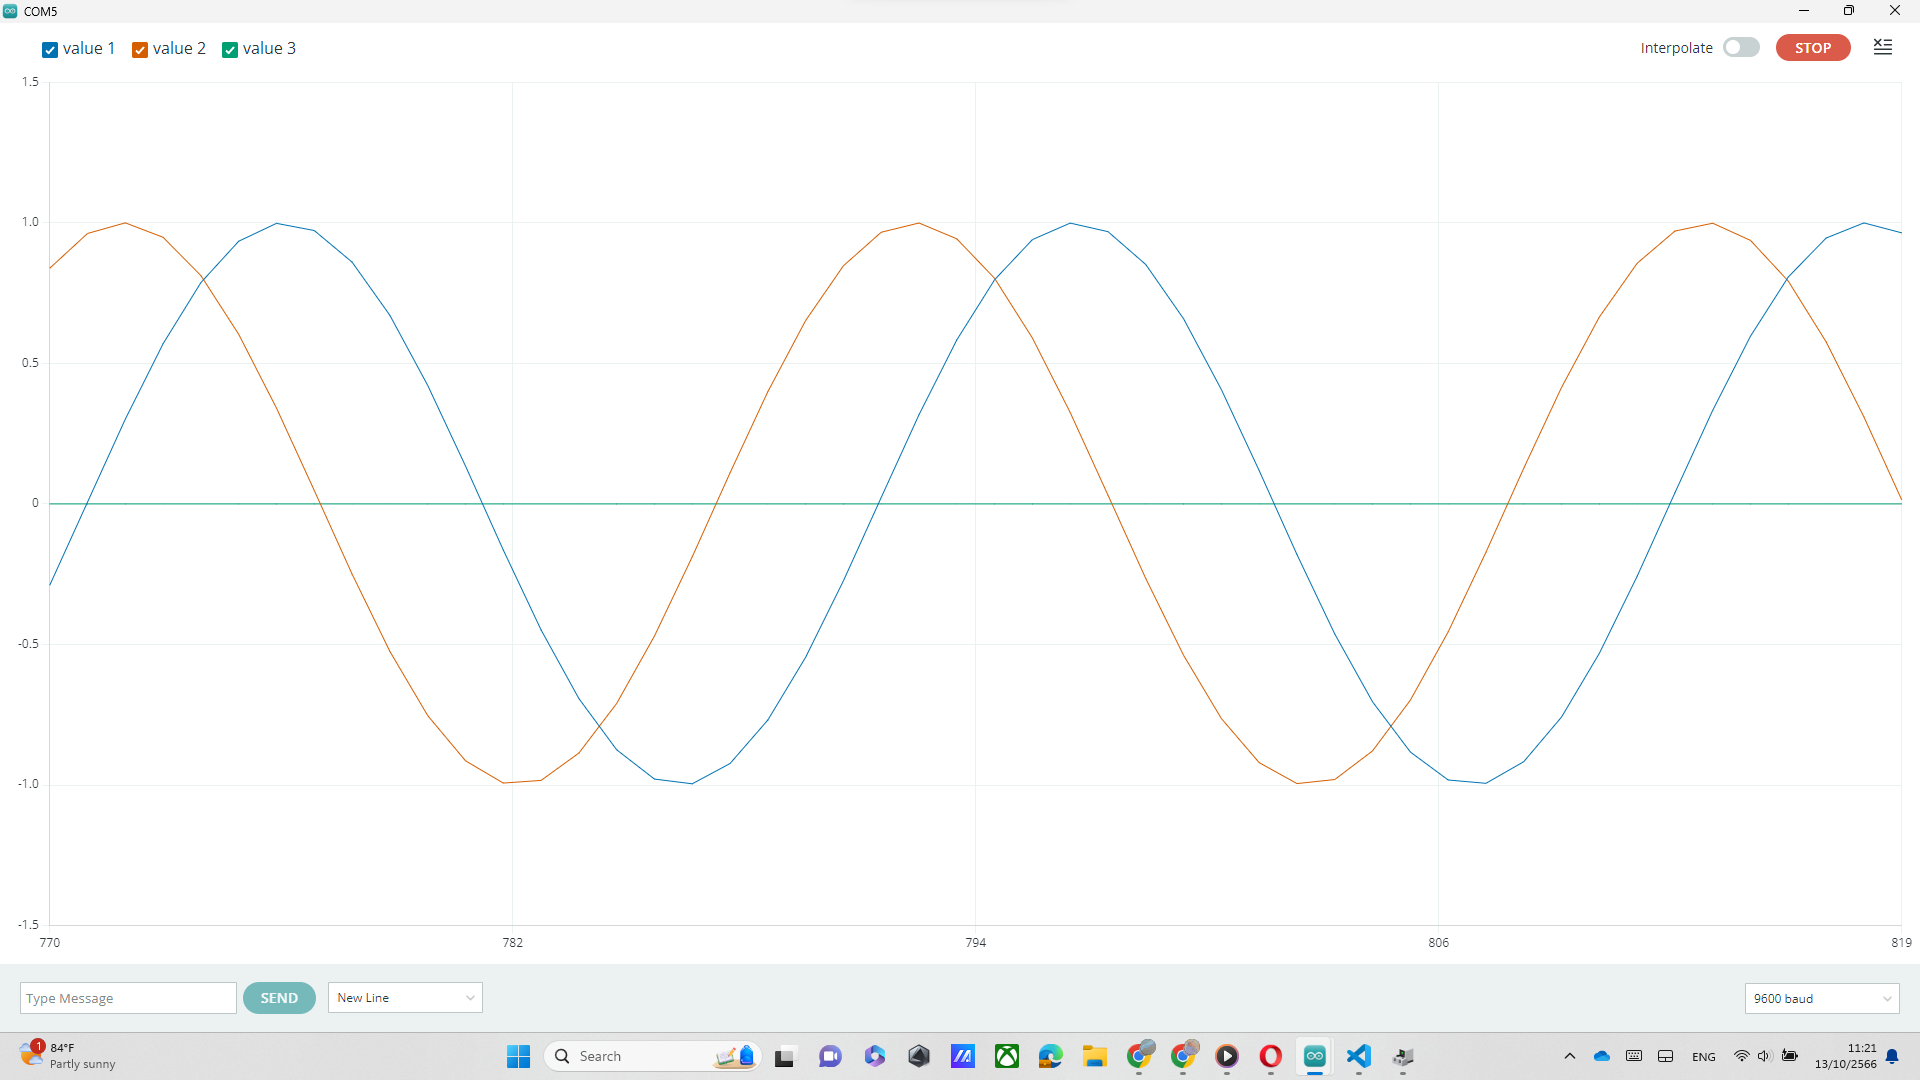 COM5
value 1 value 2 value 3 Interpolate STOP
1.5
1.0
0.5
0
-0.5
-1.0
-1.5
770 782 794 806 819
Type Message SEND New Line 9600 baud
1 84°F
Partly sunny
Search
ENG
11:21
13/10/2566